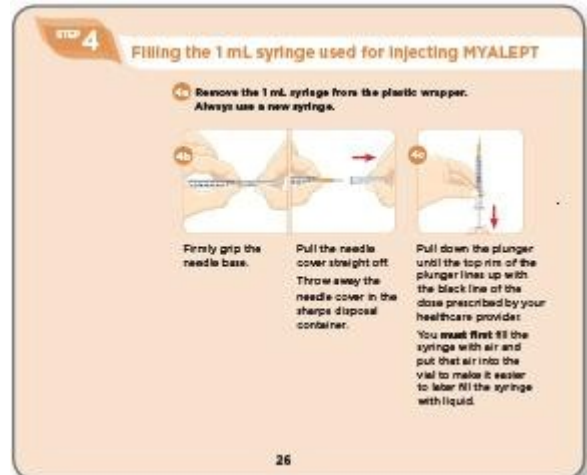 STEP 4
Filling the 1 mL syringe used for injecting MYALEPT
4a Remove the 1 mL syringe from the plastic wrapper.
Always use a new syringe.
4b
4c
Firmly grip the
needle base.
Pull the needle
cover straight off.
Throw away the
needle cover in the
sharps disposal
container.
Pull down the plunger
until the top rim of the
plunger lines up with
the black line of the
dose prescribed by your
healthcare provider.
You must first fill the
syringe with air and
put that air into the
vial to make it easier
to later fill the syringe
with liquid.
26